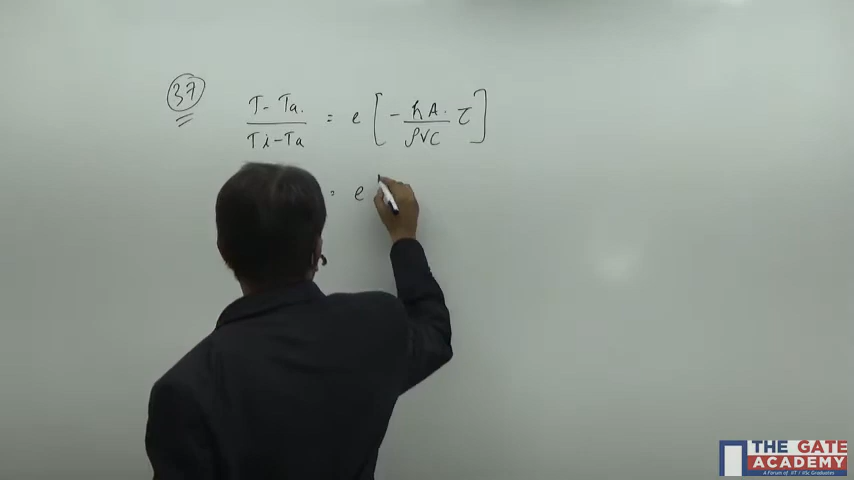 37
T - Ta. / Ti - Ta = e [ - hA. / ρVC τ ]
= e
THE GATE
ACADEMY
A Forum of IIT / IISc Graduates